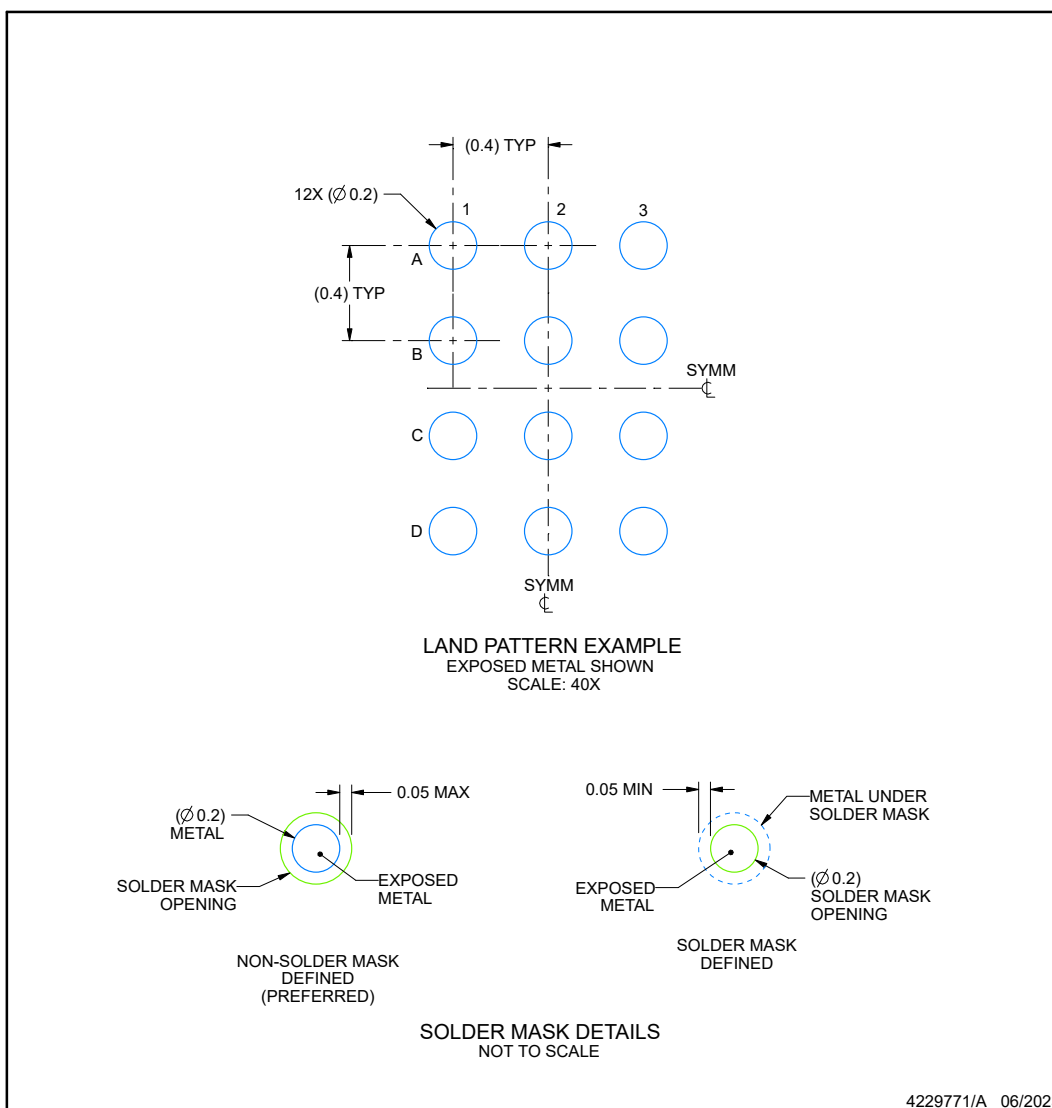 (0.4) TYP
12X (∅ 0.2)
1
2
3
A
(0.4) TYP
B
SYMM
℄
C
D
SYMM
℄
LAND PATTERN EXAMPLE
EXPOSED METAL SHOWN
SCALE: 40X
(∅ 0.2)
METAL
0.05 MAX
SOLDER MASK
OPENING
EXPOSED
METAL
NON-SOLDER MASK
DEFINED
(PREFERRED)
0.05 MIN
METAL UNDER
SOLDER MASK
EXPOSED
METAL
(∅ 0.2)
SOLDER MASK
OPENING
SOLDER MASK
DEFINED
SOLDER MASK DETAILS
NOT TO SCALE
4229771/A 06/202